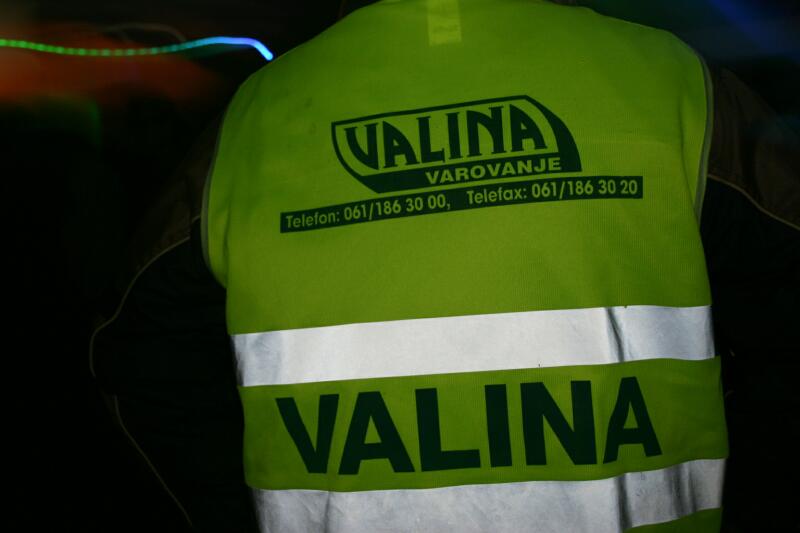 VALINA
VAROVANJE
Telefon: 061/186 30 00, Telefax: 061/186 30 20
VALINA